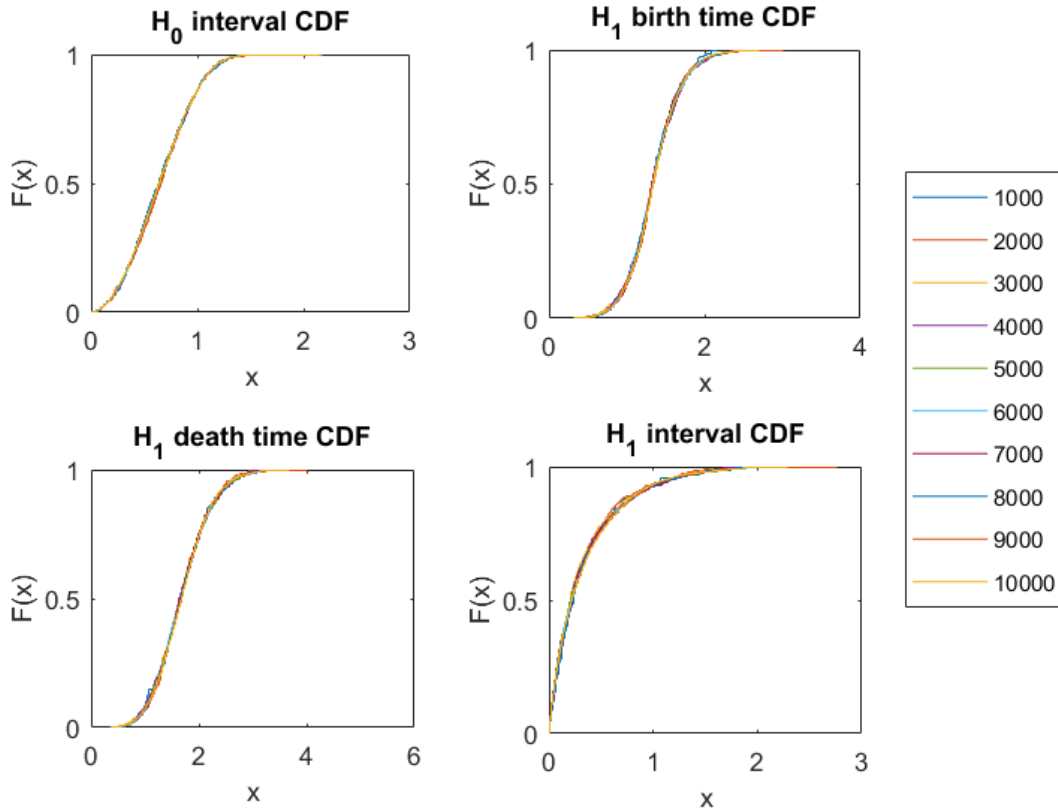 H0 interval CDF
1
0.5
0
F(x)
0 1 2 3
x
H1 birth time CDF
1
0.5
0
F(x)
0 2 4
x
H1 death time CDF
1
0.5
0
F(x)
0 2 4 6
x
H1 interval CDF
1
0.5
0
F(x)
0 1 2 3
x
1000
2000
3000
4000
5000
6000
7000
8000
9000
10000